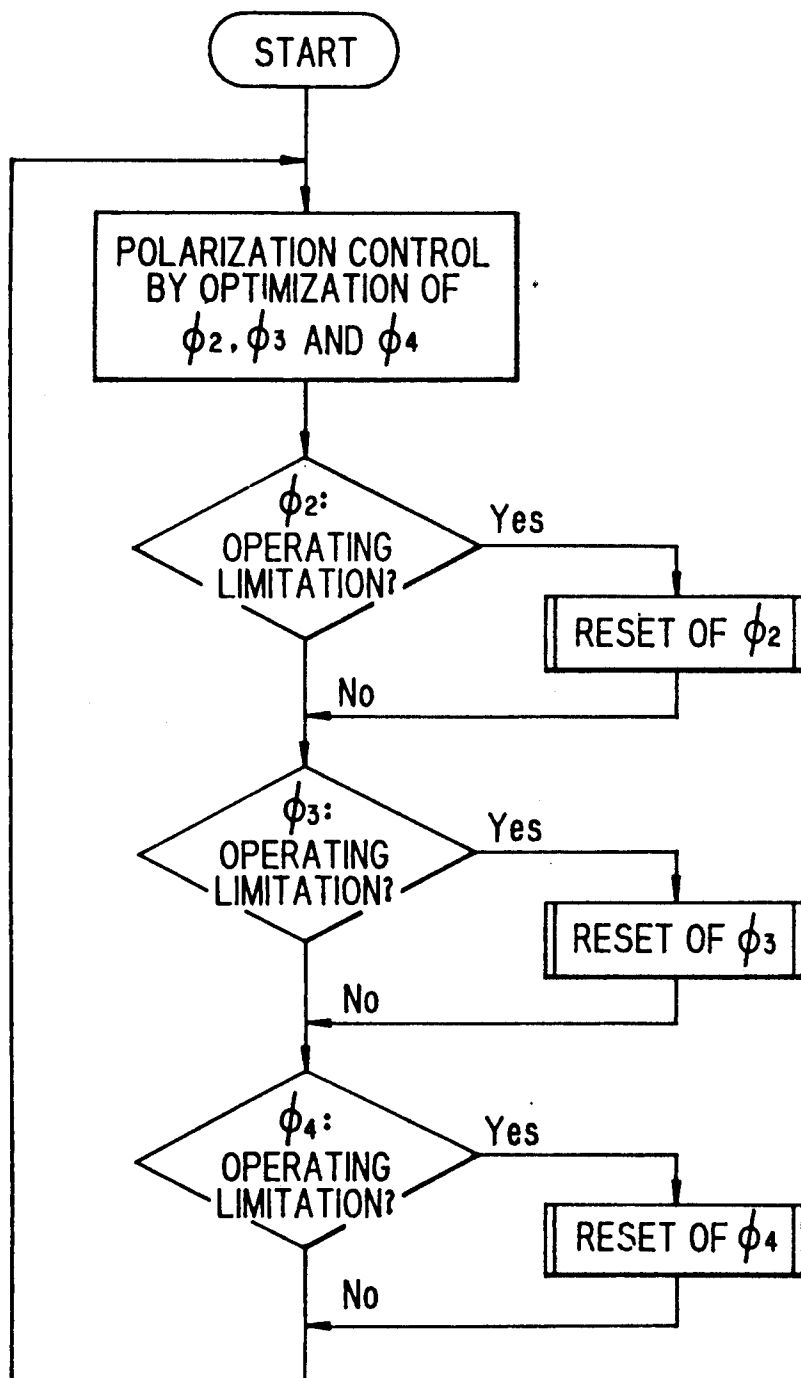 START
POLARIZATION CONTROL
BY OPTIMIZATION OF
ϕ2, ϕ3 AND ϕ4
ϕ2:
OPERATING
LIMITATION?
Yes
RESET OF ϕ2
No
ϕ3:
OPERATING
LIMITATION?
Yes
RESET OF ϕ3
No
ϕ4:
OPERATING
LIMITATION?
Yes
RESET OF ϕ4
No